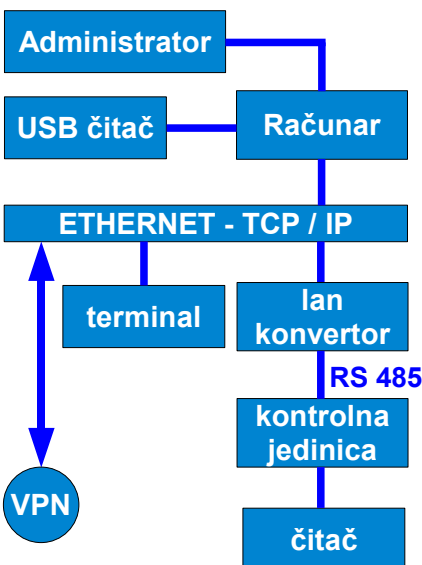 Administrator
USB čitač
Računar
ETHERNET - TCP / IP
terminal
lan
konvertor
RS 485
kontrolna
jedinica
VPN
čitač